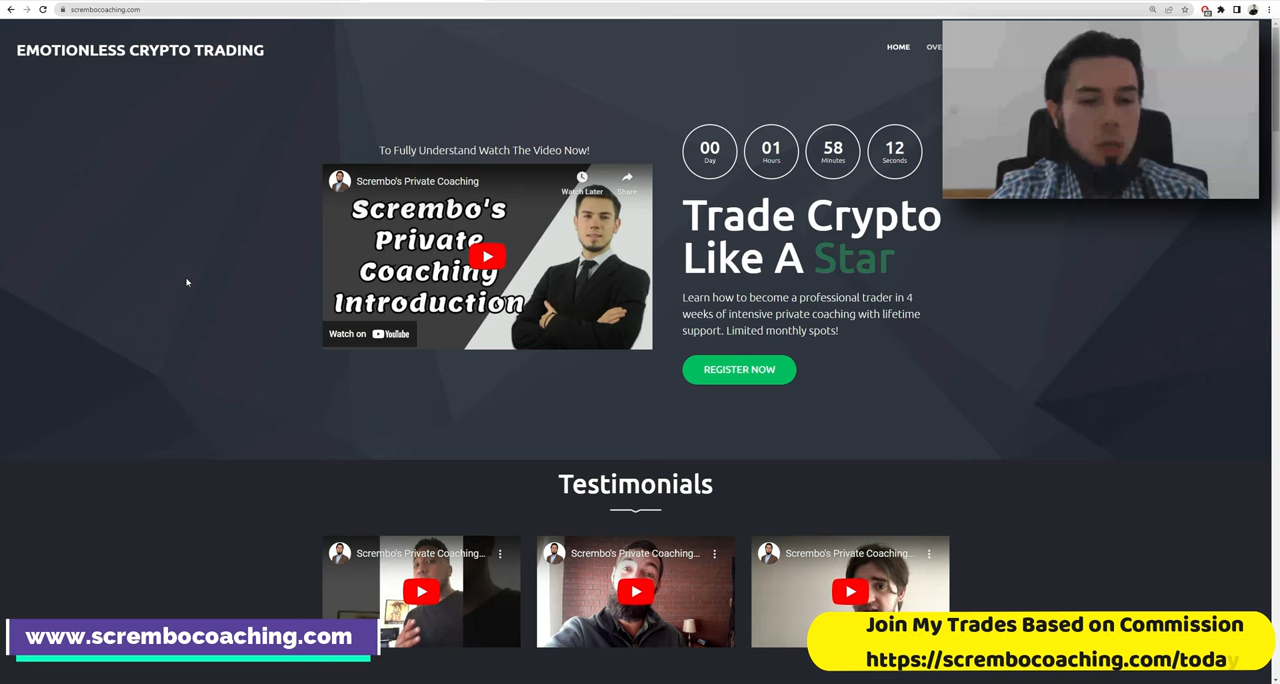 scrembocoaching.com
EMOTIONLESS CRYPTO TRADING
HOME
OVE
To Fully Understand Watch The Video Now!
Scrembo's Private Coaching
Watch Later
Share
Scrembo's
Private
Coaching
Introduction
Watch on YouTube
00
Day
01
Hours
58
Minutes
12
Seconds
Trade Crypto
Like A Star
Learn how to become a professional trader in 4
weeks of intensive private coaching with lifetime
support. Limited monthly spots!
REGISTER NOW
Testimonials
Scrembo's Private Coaching...
Scrembo's Private Coaching...
Scrembo's Private Coaching...
www.scrembocoaching.com
Join My Trades Based on Commission
https://scrembocoaching.com/today